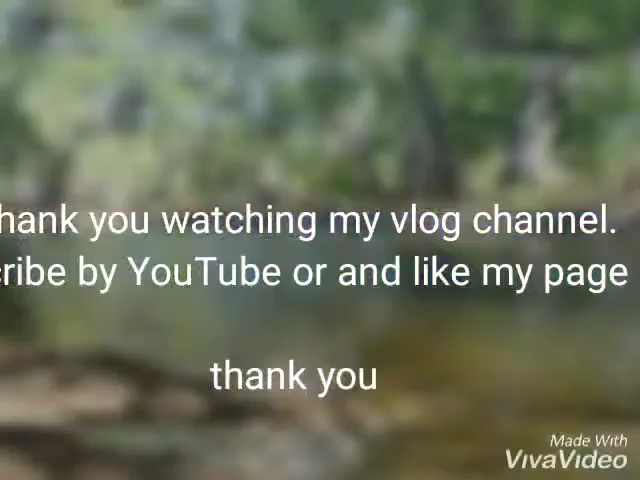 hank you watching my vlog channel.
ribe by YouTube or and like my page
thank you
Made With
VivaVideo